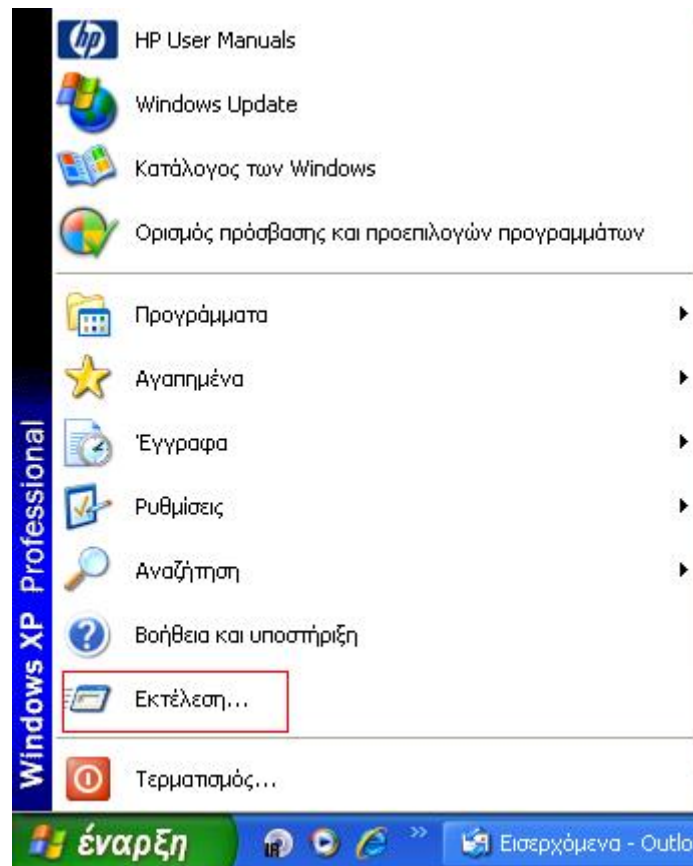 HP User Manuals
Windows Update
Κατάλογος των Windows
Ορισμός πρόσβασης και προεπιλογών προγραμμάτων
Προγράμματα
Αγαπημένα
Έγγραφα
Ρυθμίσεις
Αναζήτηση
Βοήθεια και υποστήριξη
Εκτέλεση...
Τερματισμός...
Windows XP Professional
έναρξη
Εισερχόμενα - Outlo